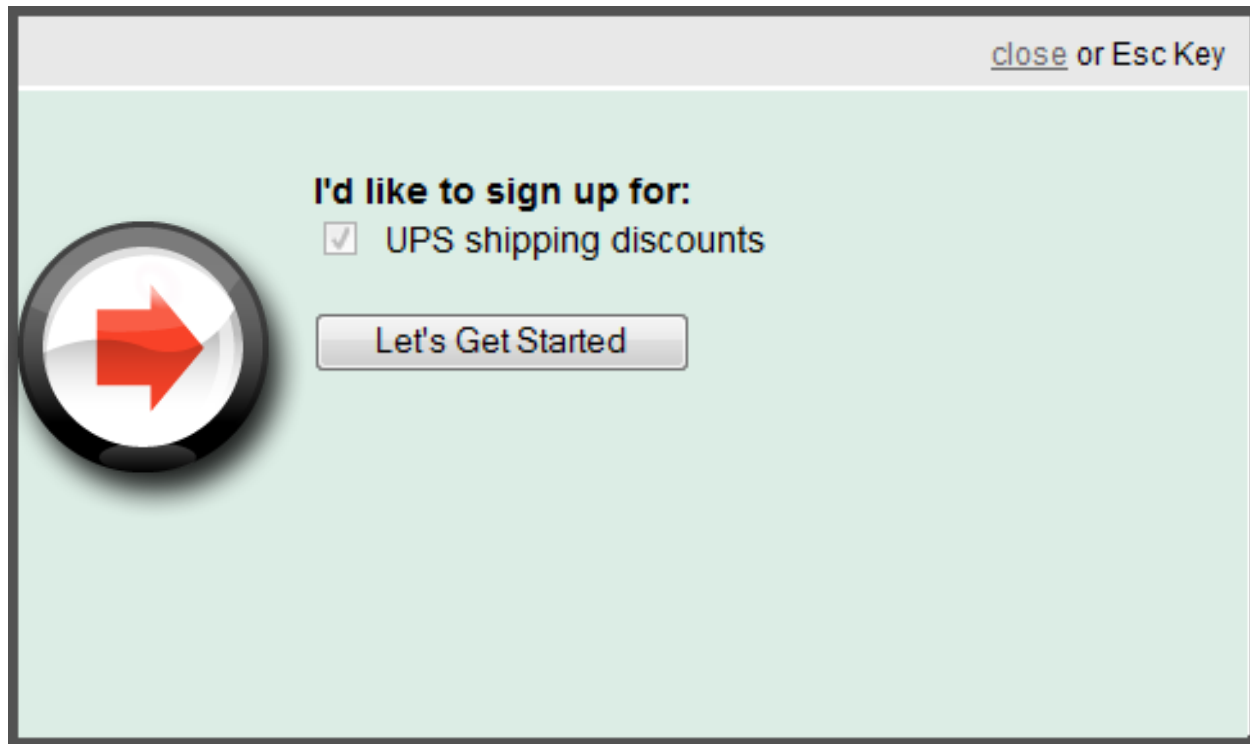 close or Esc Key
I'd like to sign up for:
UPS shipping discounts
Let's Get Started